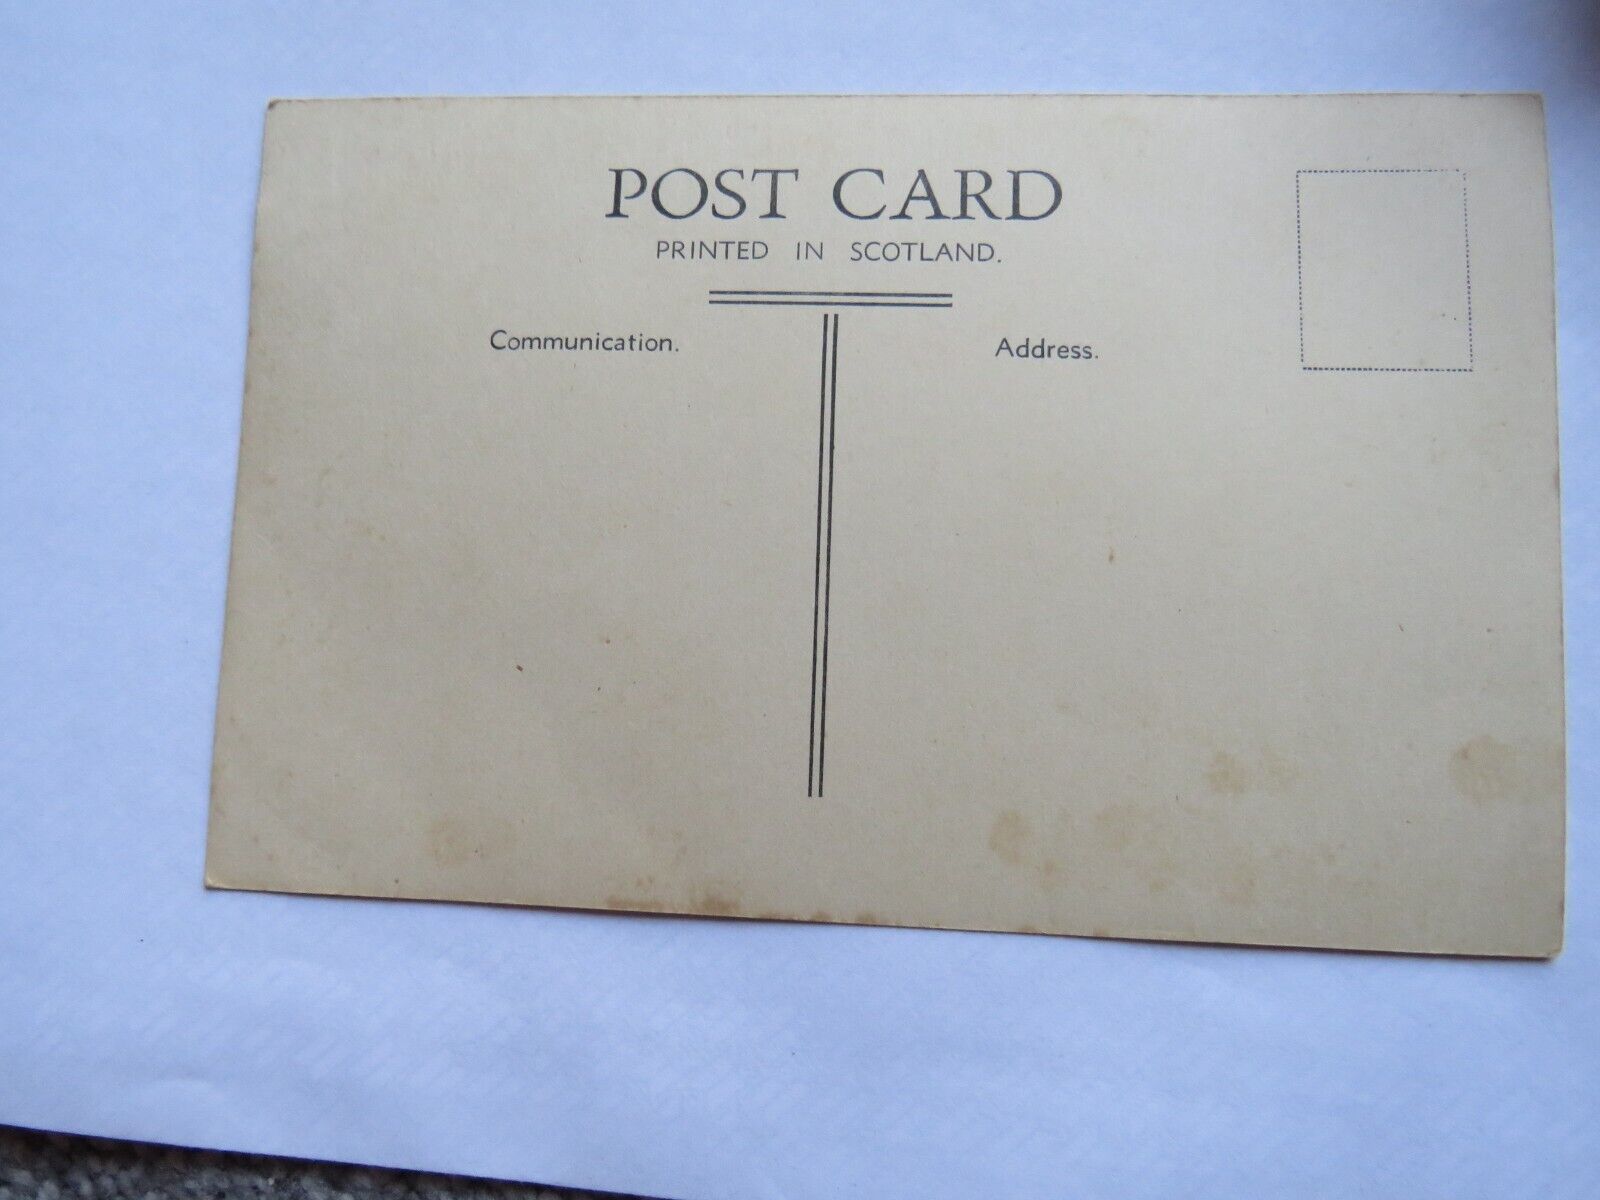 POST CARD
PRINTED IN SCOTLAND.
Communication.
Address.